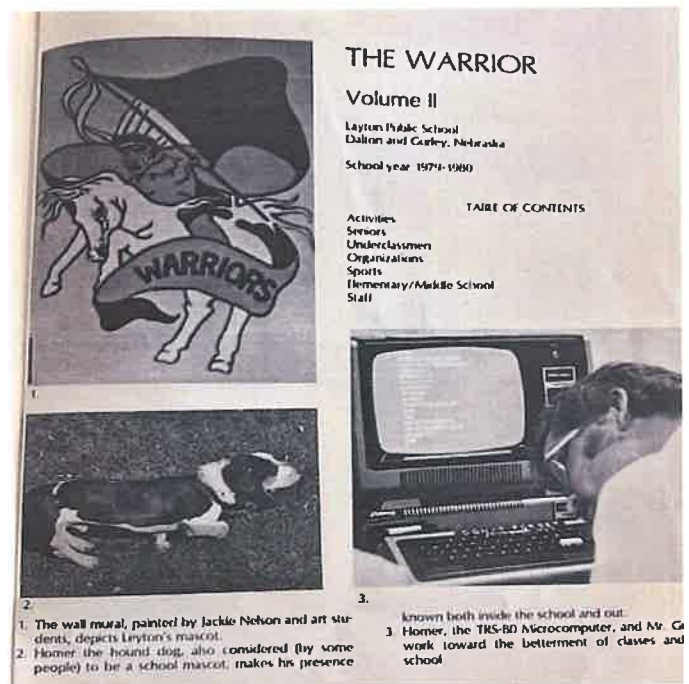 THE WARRIOR
Volume II
Leyton Public School
Dalton and Gurley, Nebraska
School year 1979-1980
TABLE OF CONTENTS
Activities
Seniors
Underclassmen
Organizations
Sports
Elementary/Middle School
Staff
WARRIORS
1.
2.
3.
1. The wall mural, painted by Jackie Nelson and art stu-
dents, depicts Leyton's mascot.
2. Homer the hound dog, also considered (by some
people) to be a school mascot, makes his presence
known both inside the school and out.
3. Homer, the TRS-80 Microcomputer, and Mr.
work toward the betterment of classes and
school